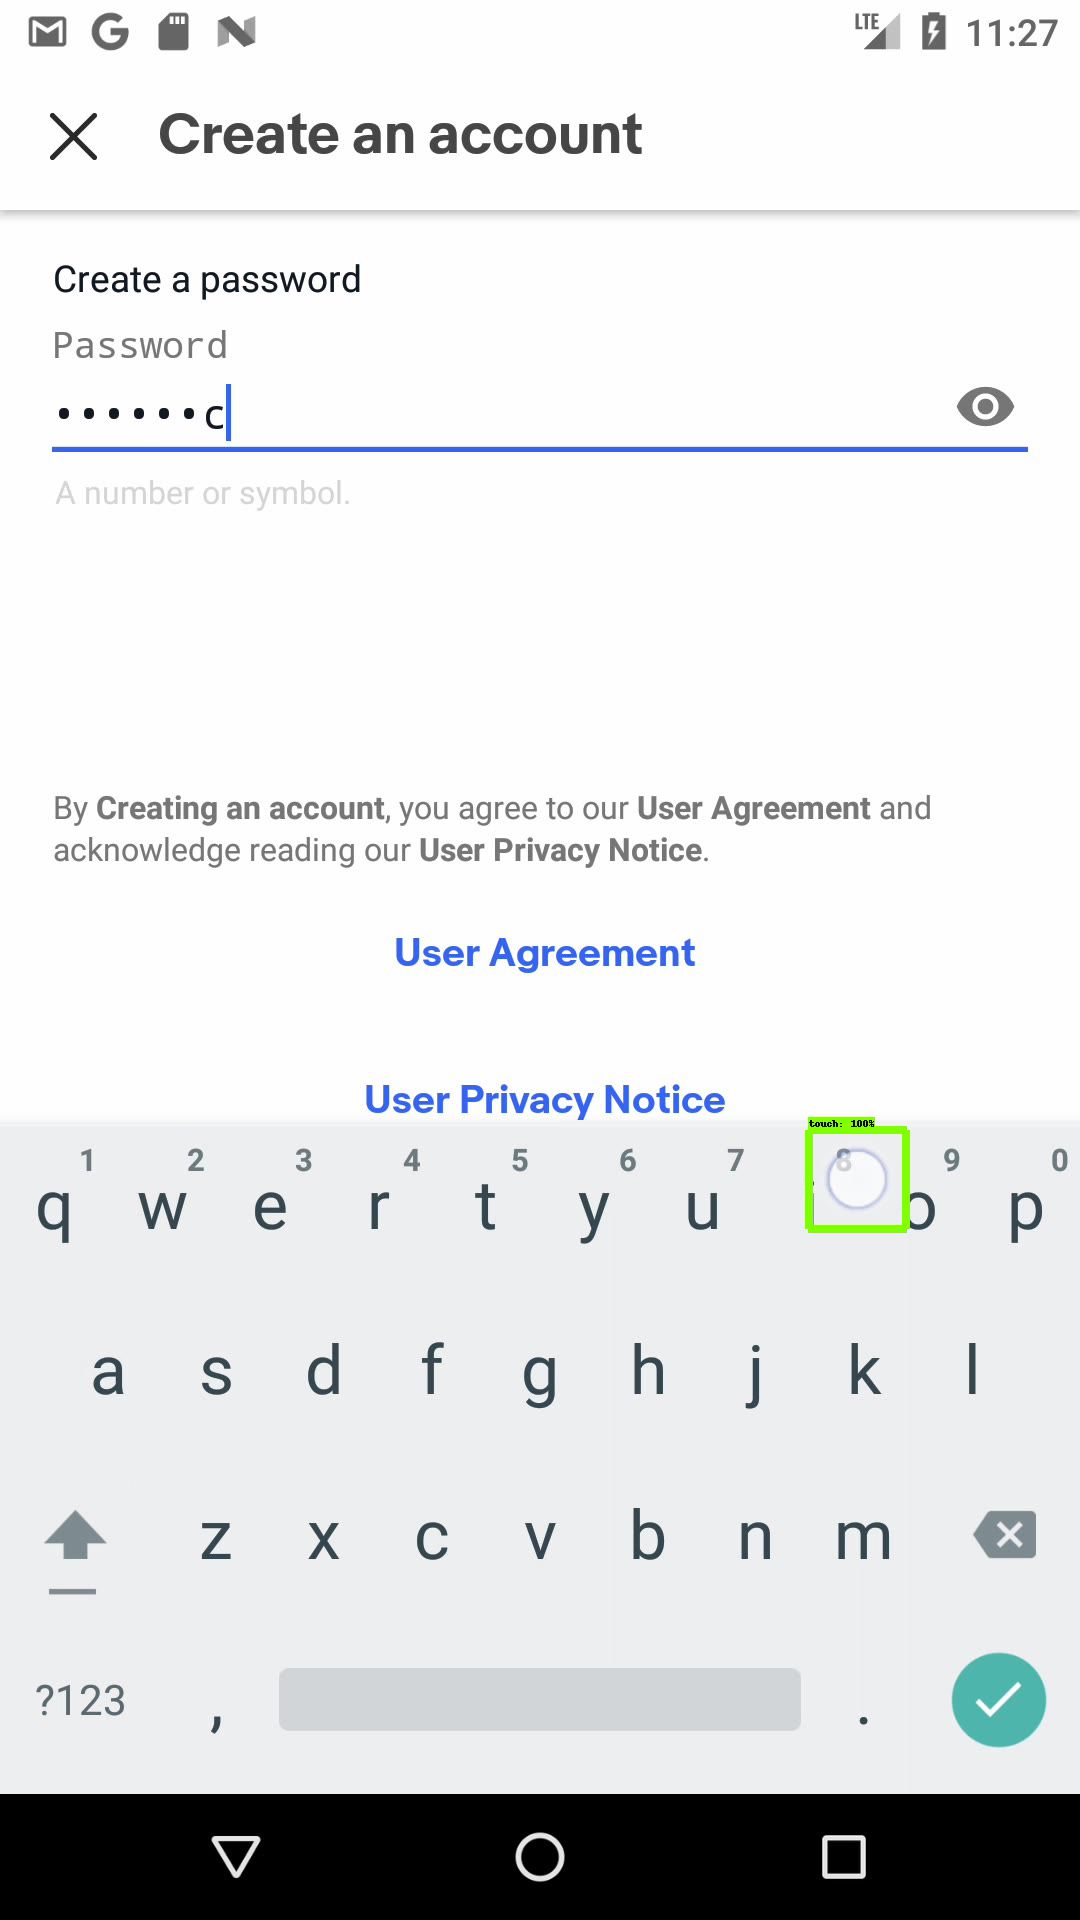 LTE 11:27
Create an account
Create a password
Password
••••••c
A number or symbol.
By Creating an account, you agree to our User Agreement and
acknowledge reading our User Privacy Notice.
User Agreement
User Privacy Notice
touch: 100%
1 2 3 4 5 6 7 8 9 0
q w e r t y u o p
a s d f g h j k l
z x c v b n m
?123 , .